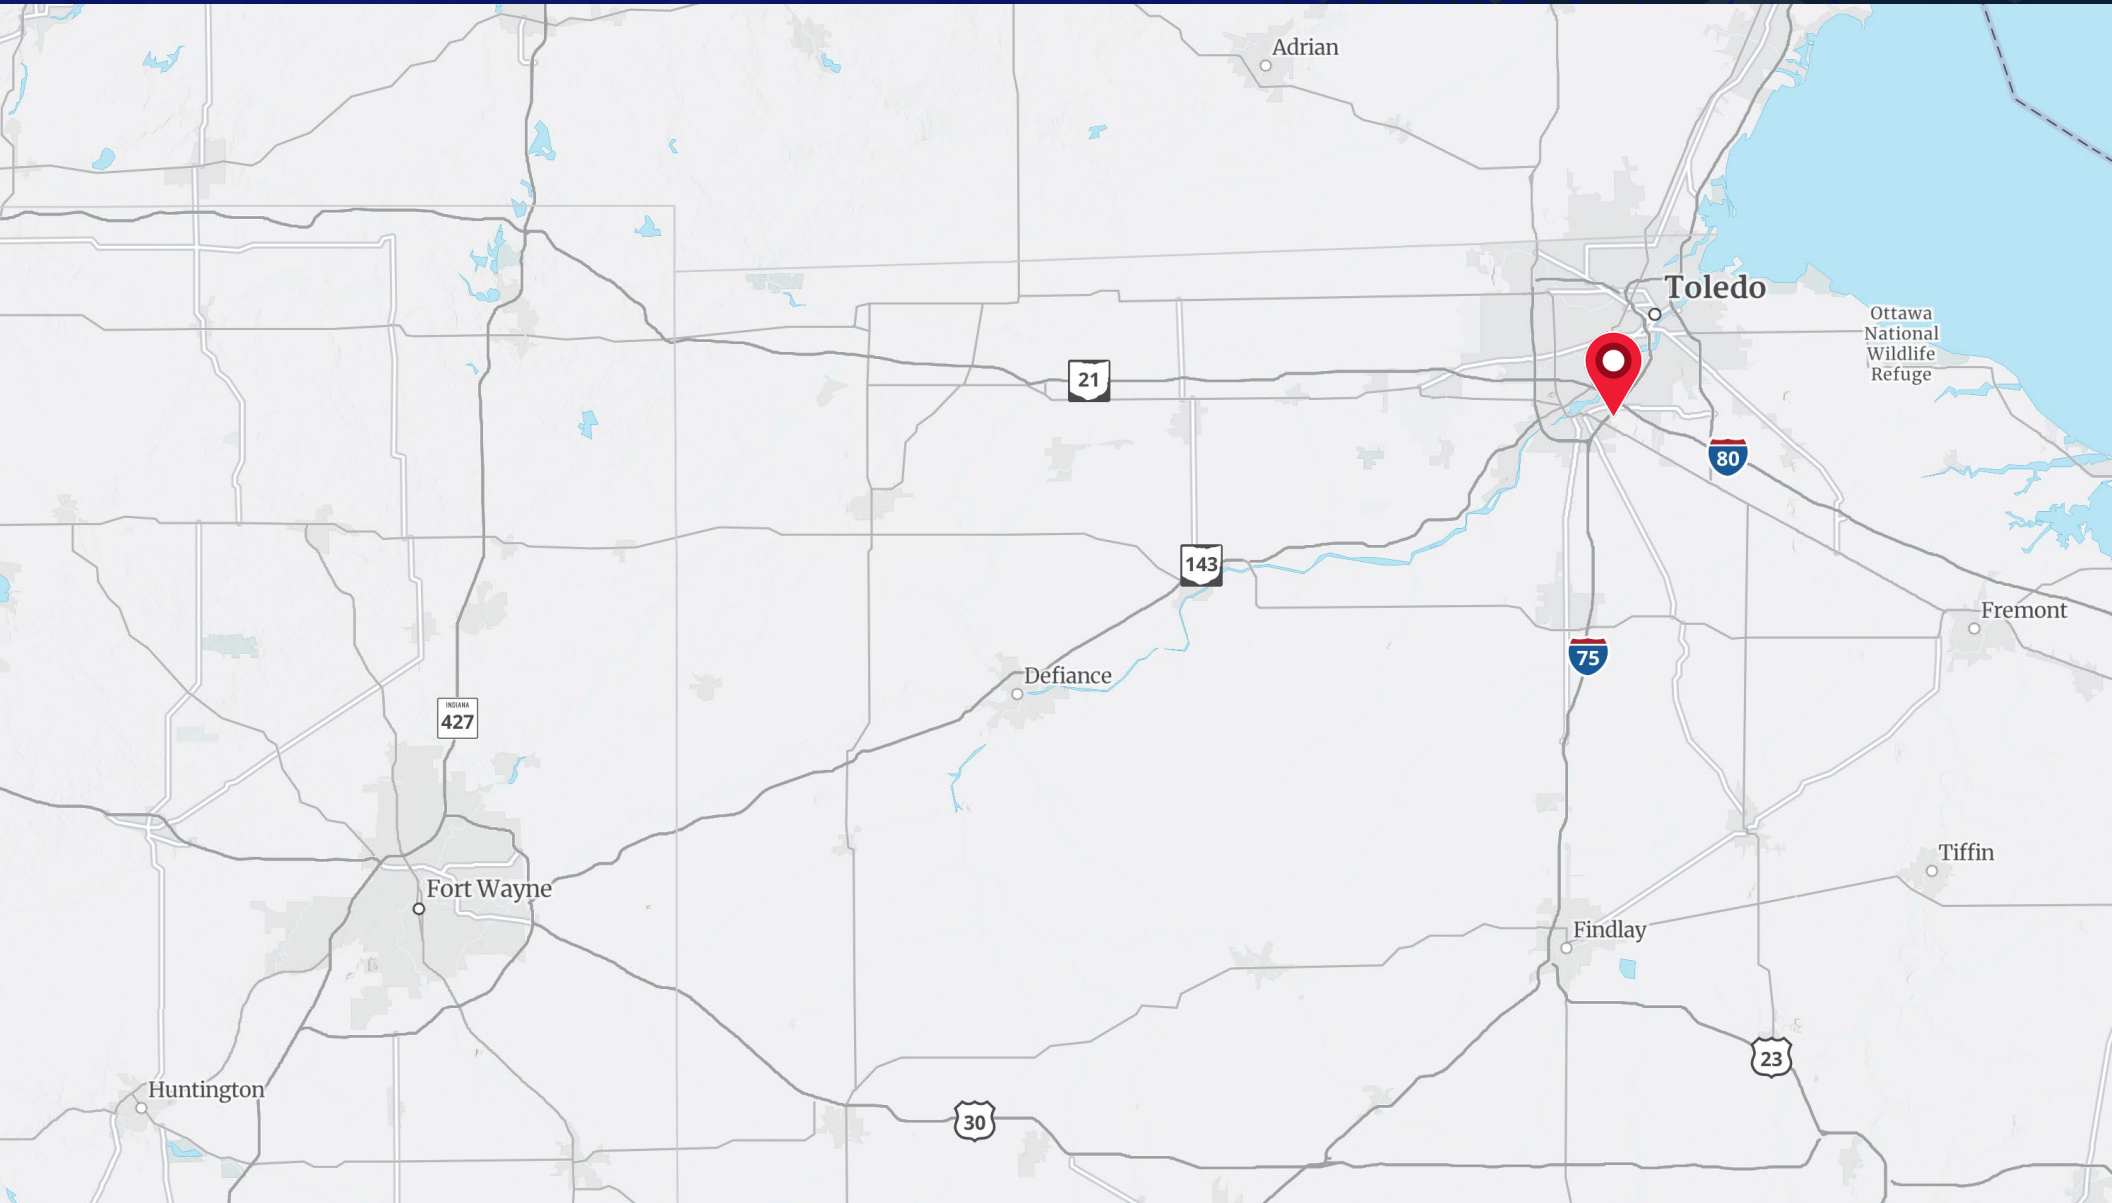 Adrian
Toledo
Ottawa
National
Wildlife
Refuge
21
80
143
Fremont
75
Defiance
INDIANA
427
Tiffin
Fort Wayne
Findlay
23
Huntington
30